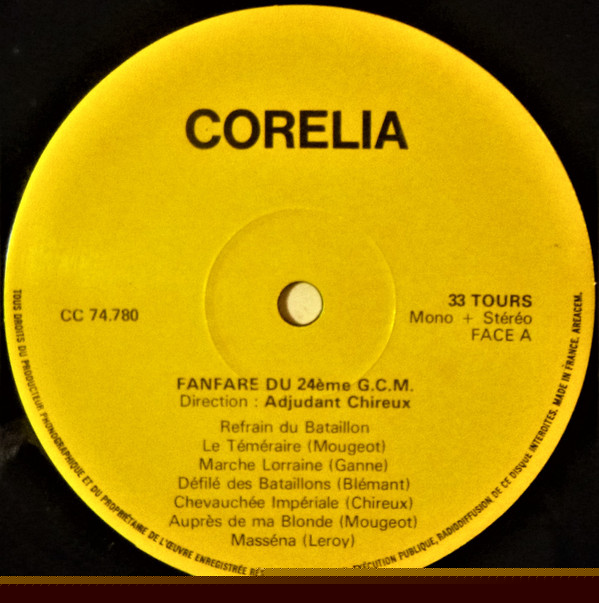 CORELIA
CC 74.780
33 TOURS
Mono + Stéréo
FACE A
FANFARE DU 24ème G.C.M.
Direction : Adjudant Chireux
Refrain du Bataillon
Le Téméraire (Mougeot)
Marche Lorraine (Ganne)
Défilé des Bataillons (Blémant)
Chevauchée Impériale (Chireux)
Auprès de ma Blonde (Mougeot)
Masséna (Leroy)
TOUS DROITS DU PRODUCTEUR PHONOGRAPHIQUE ET DU PROPRIÉTAIRE DE L'ŒUVRE ENREGISTRÉE EXÉCUTION PUBLIQUE, RADIODIFFUSION DE CE DISQUE INTERDITES. MADE IN FRANCE. AREACEM.